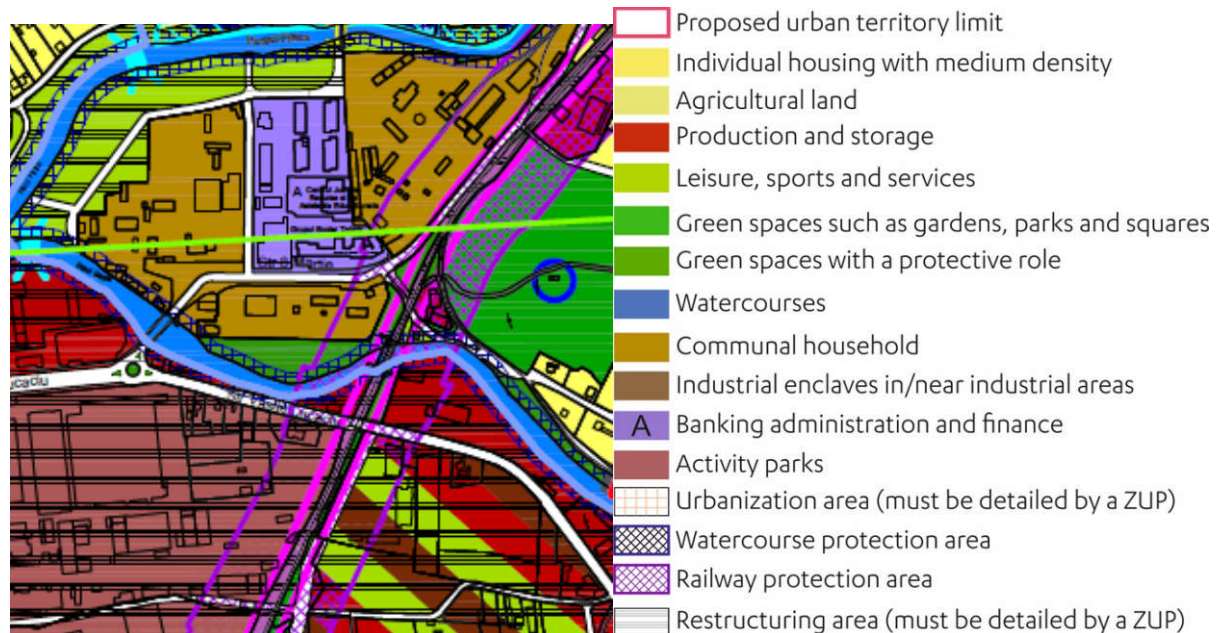 Proposed urban territory limit
Individual housing with medium density
Agricultural land
Production and storage
Leisure, sports and services
Green spaces such as gardens, parks and squares
Green spaces with a protective role
Watercourses
Communal household
Industrial enclaves in/near industrial areas
A Banking administration and finance
Activity parks
Urbanization area (must be detailed by a ZUP)
Watercourse protection area
Railway protection area
Restructuring area (must be detailed by a ZUP)
A
A